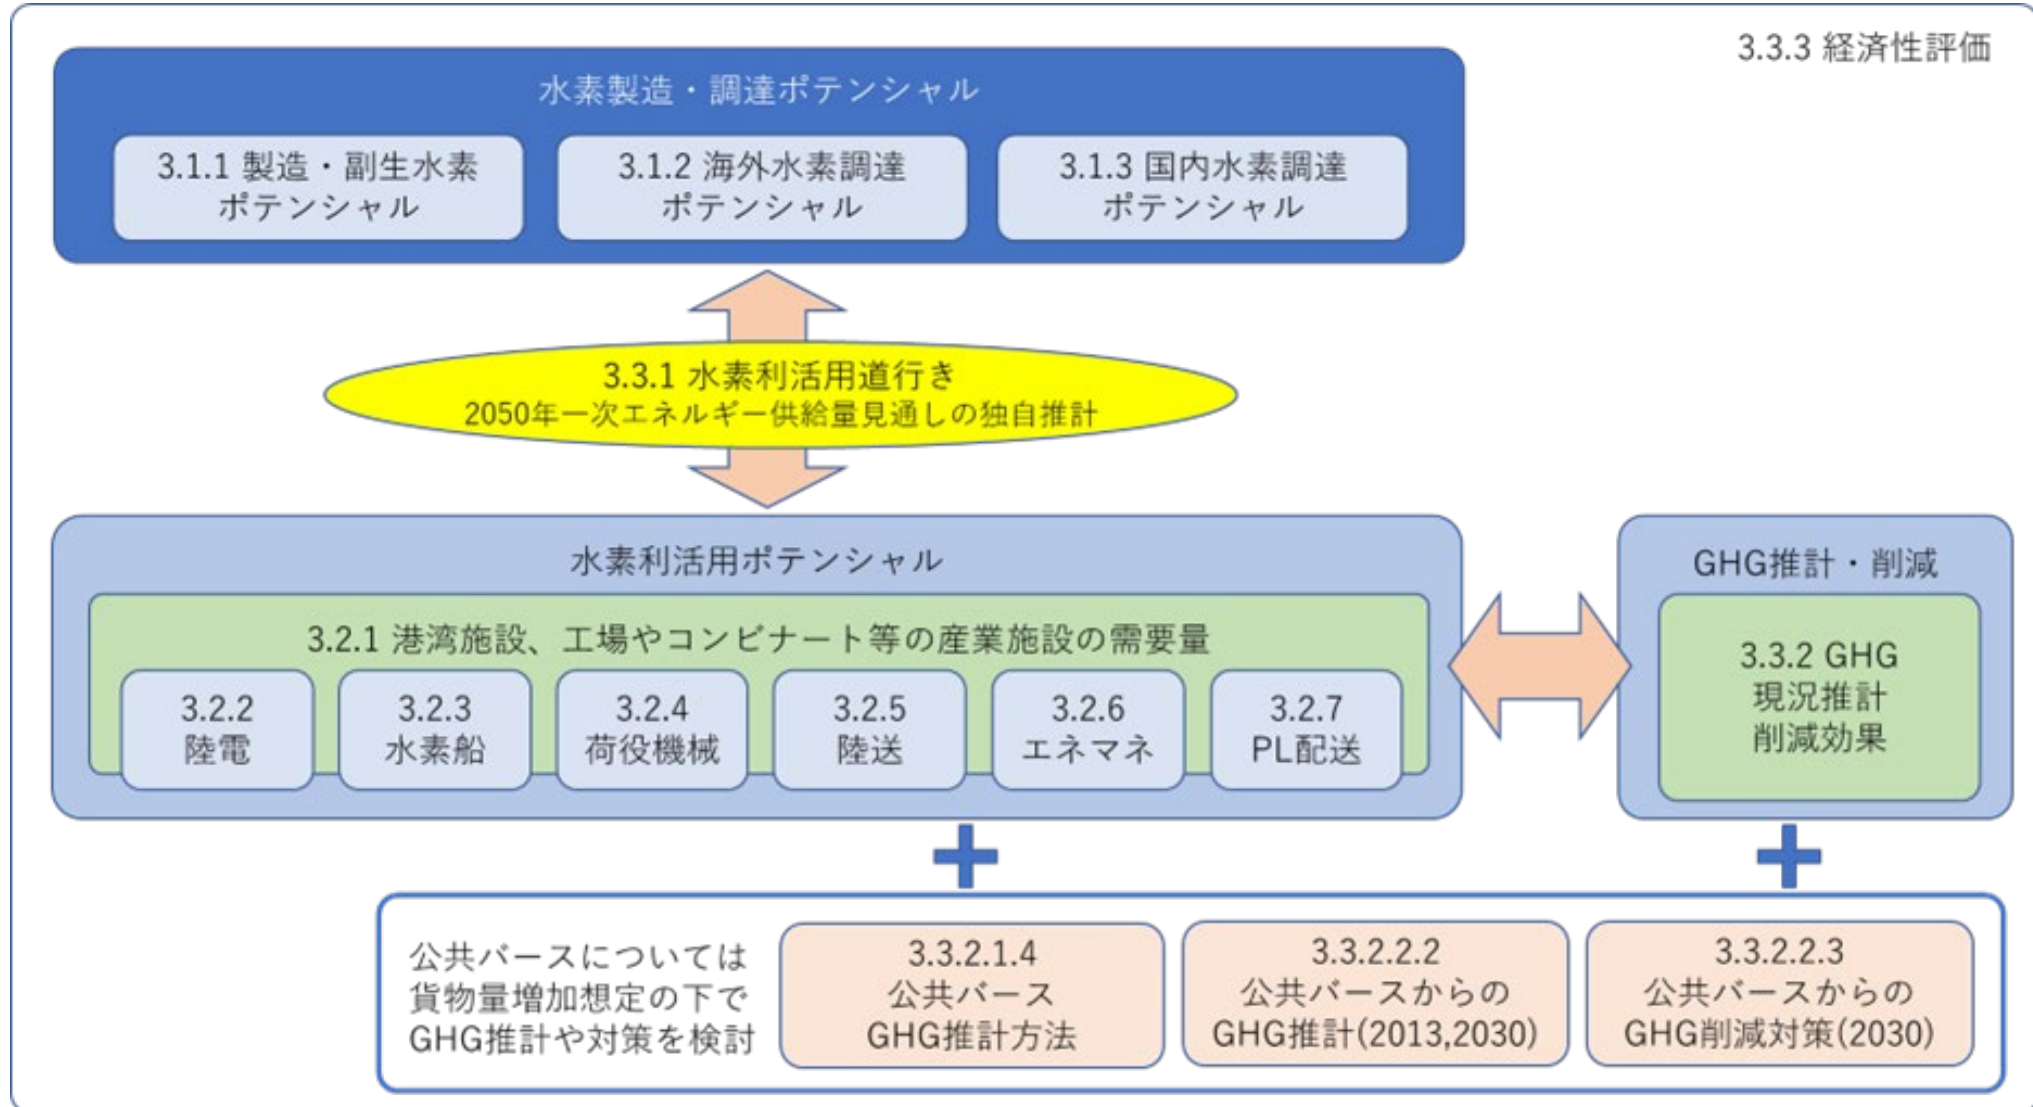 3.3.3 経済性評価
水素製造・調達ポテンシャル
3.1.1 製造・副生水素
ポテンシャル
3.1.2 海外水素調達
ポテンシャル
3.1.3 国内水素調達
ポテンシャル
3.3.1 水素利活用道行き
2050年一次エネルギー供給量見通しの独自推計
水素利活用ポテンシャル
3.2.1 港湾施設、工場やコンビナート等の産業施設の需要量
3.2.2
陸電
3.2.3
水素船
3.2.4
荷役機械
3.2.5
陸送
3.2.6
エネマネ
3.2.7
PL配送
GHG推計・削減
3.3.2 GHG
現況推計
削減効果
公共バースについては
貨物量増加想定の下で
GHG推計や対策を検討
3.3.2.1.4
公共バース
GHG推計方法
3.3.2.2.2
公共バースからの
GHG推計(2013,2030)
3.3.2.2.3
公共バースからの
GHG削減対策(2030)